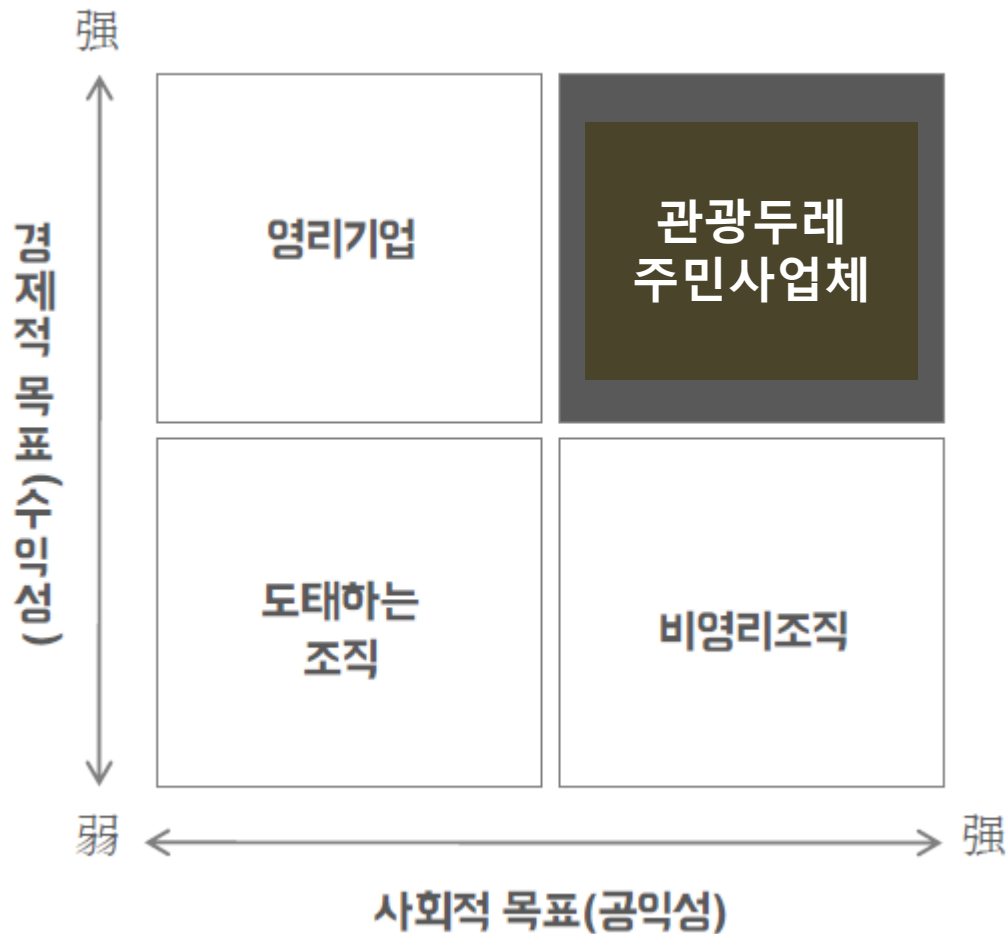 强
영리기업
관광두레
주민사업체
경제적 목표(수익성)
도태하는
조직
비영리조직
弱
强
사회적 목표(공익성)